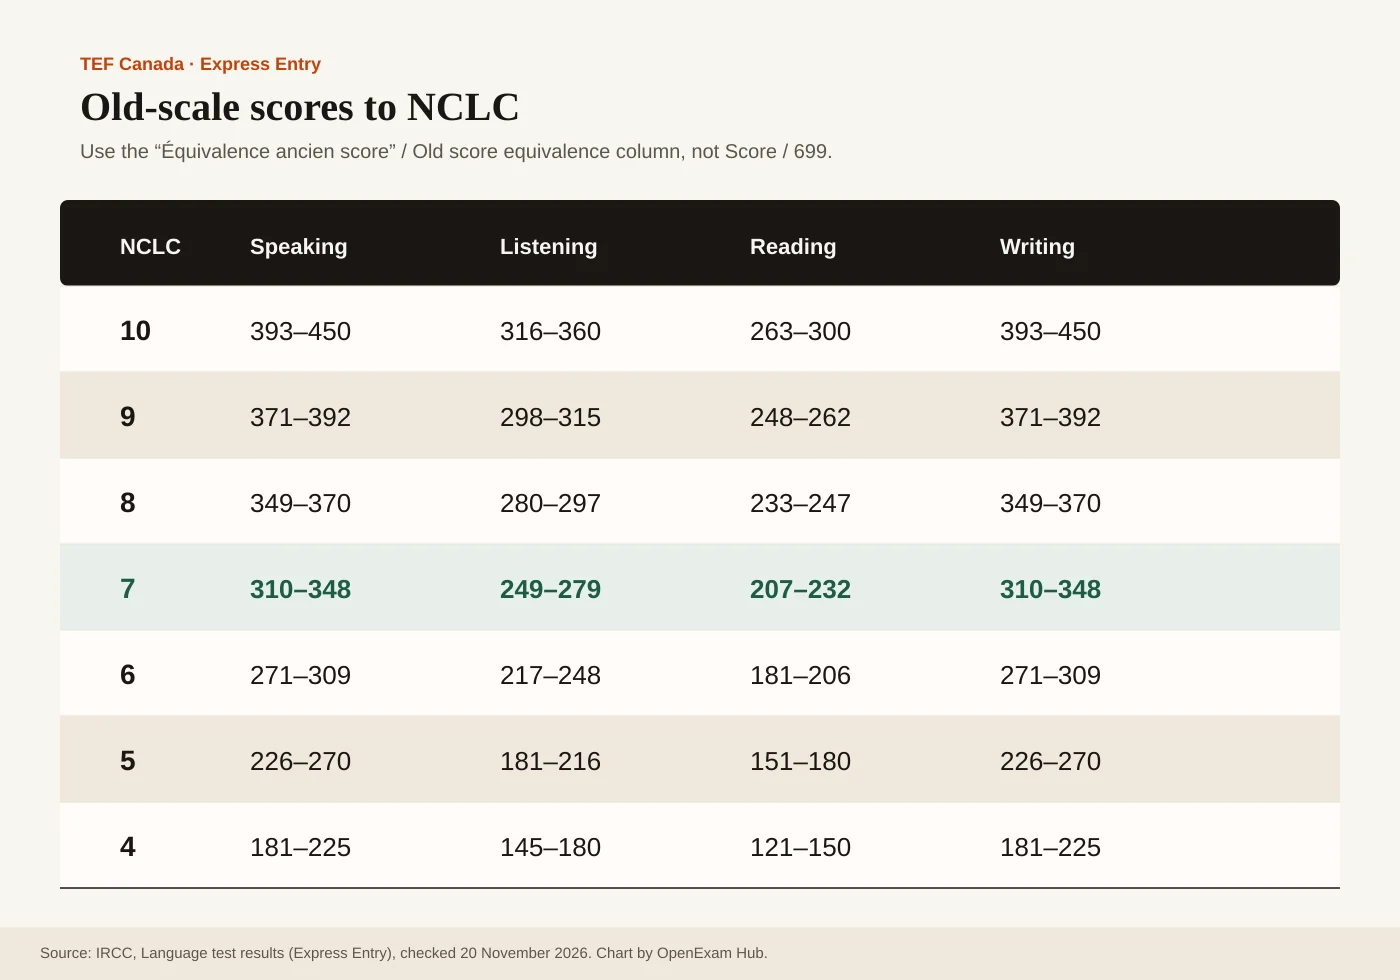 TEF Canada · Express Entry
Old-scale scores to NCLC
Use the “Équivalence ancien score” / Old score equivalence column, not Score / 699.
NCLC Speaking Listening Reading Writing
10 393–450 316–360 263–300 393–450
9 371–392 298–315 248–262 371–392
8 349–370 280–297 233–247 349–370
7 310–348 249–279 207–232 310–348
6 271–309 217–248 181–206 271–309
5 226–270 181–216 151–180 226–270
4 181–225 145–180 121–150 181–225
Source: IRCC, Language test results (Express Entry), checked 20 November 2026. Chart by OpenExam Hub.